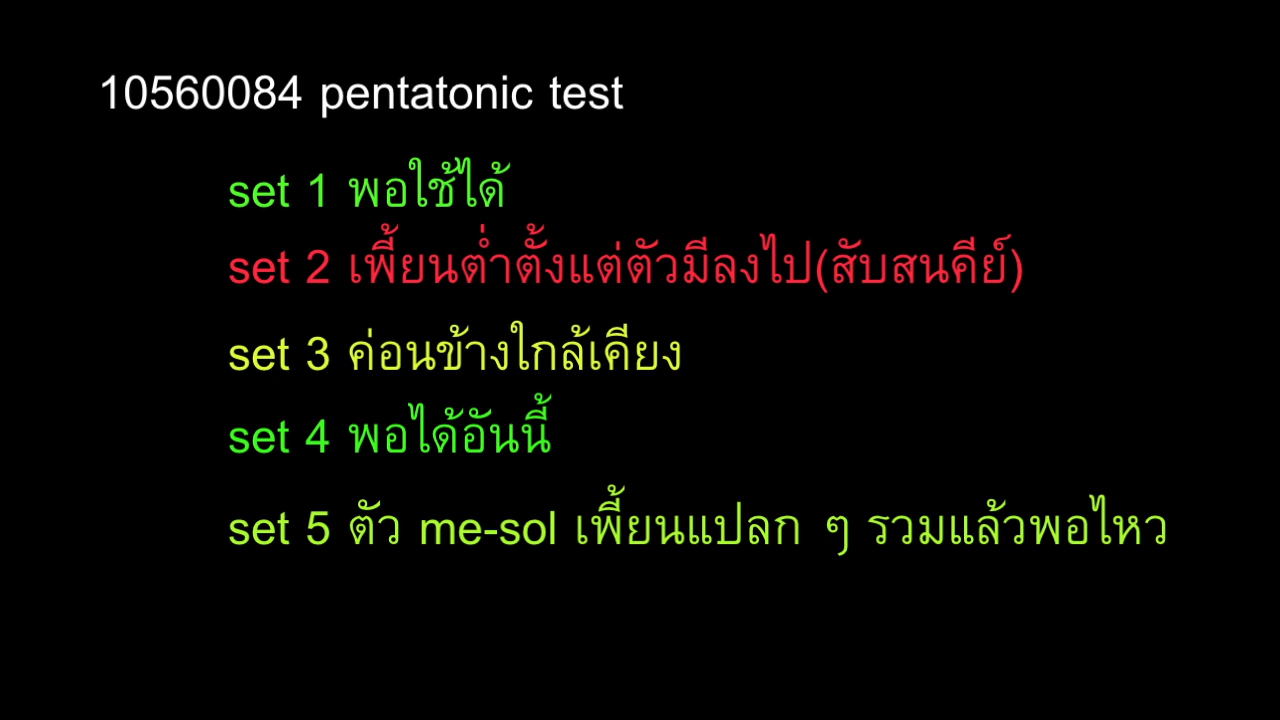 10560084 pentatonic test
set 1 พอใช้ได้
set 2 เพี้ยนต่ำตั้งแต่ตัวมีลงไป(สับสนคีย์)
set 3 ค่อนข้างใกล้เคียง
set 4 พอได้อันนี้
set 5 ตัว me-sol เพี้ยนแปลก ๆ รวมแล้วพอไหว